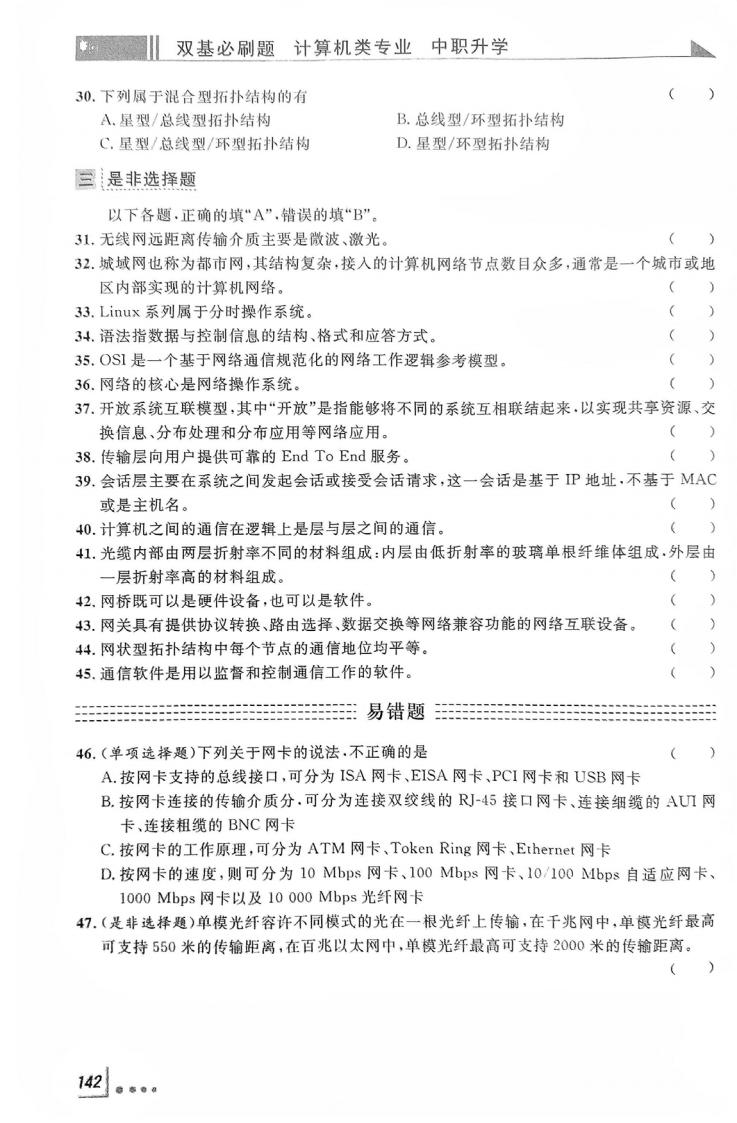 双基必刷题 计算机类专业 中职升学
30. 下列属于混合型拓扑结构的有 ( )
A. 星型/总线型拓扑结构 B. 总线型/环型拓扑结构
C. 星型/总线型/环型拓扑结构 D. 星型/环型拓扑结构
三 是非选择题
以下各题,正确的填“A”,错误的填“B”。
31. 无线网远距离传输介质主要是微波、激光。 ( )
32. 城域网也称为都市网,其结构复杂,接入的计算机网络节点数目众多,通常是一个城市或地
区内部实现的计算机网络。 ( )
33. Linux 系列属于分时操作系统。 ( )
34. 语法指数据与控制信息的结构、格式和应答方式。 ( )
35. OSI 是一个基于网络通信规范化的网络工作逻辑参考模型。 ( )
36. 网络的核心是网络操作系统。 ( )
37. 开放系统互联模型,其中“开放”是指能够将不同的系统互相联结起来,以实现共享资源、交
换信息、分布处理和分布应用等网络应用。 ( )
38. 传输层向用户提供可靠的 End To End 服务。 ( )
39. 会话层主要在系统之间发起会话或接受会话请求,这一会话是基于 IP 地址,不基于 MAC
或是主机名。 ( )
40. 计算机之间的通信在逻辑上是层与层之间的通信。 ( )
41. 光缆内部由两层折射率不同的材料组成:内层由低折射率的玻璃单根纤维体组成,外层由
一层折射率高的材料组成。 ( )
42. 网桥既可以是硬件设备,也可以是软件。 ( )
43. 网关具有提供协议转换、路由选择、数据交换等网络兼容功能的网络互联设备。 ( )
44. 网状型拓扑结构中每个节点的通信地位均平等。 ( )
45. 通信软件是用以监督和控制通信工作的软件。 ( )
易错题
46. (单项选择题)下列关于网卡的说法,不正确的是 ( )
A. 按网卡支持的总线接口,可分为 ISA 网卡、EISA 网卡、PCI 网卡和 USB 网卡
B. 按网卡连接的传输介质分,可分为连接双绞线的 RJ-45 接口网卡、连接细缆的 AUI 网
卡、连接粗缆的 BNC 网卡
C. 按网卡的工作原理,可分为 ATM 网卡、Token Ring 网卡、Ethernet 网卡
D. 按网卡的速度,则可分为 10 Mbps 网卡、100 Mbps 网卡、10/100 Mbps 自适应网卡、
1000 Mbps 网卡以及 10 000 Mbps 光纤网卡
47. (是非选择题)单模光纤容许不同模式的光在一根光纤上传输,在千兆网中,单模光纤最高
可支持 550 米的传输距离,在百兆以太网中,单模光纤最高可支持 2000 米的传输距离。
( )
142